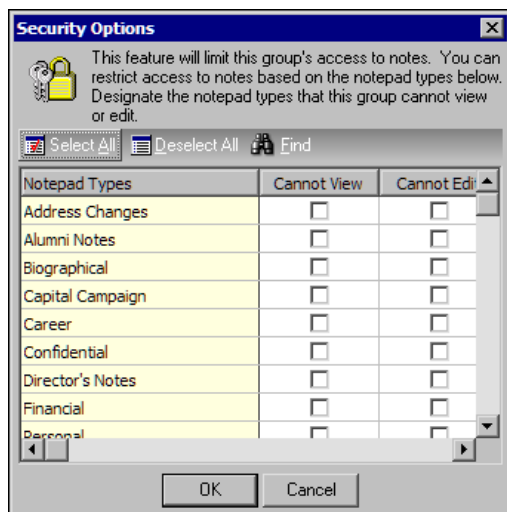 Security Options
This feature will limit this group's access to notes. You can
restrict access to notes based on the notepad types below.
Designate the notepad types that this group cannot view
or edit.
Select All Deselect All Find
Notepad Types Cannot View Cannot Edi
Address Changes
Alumni Notes
Biographical
Capital Campaign
Career
Confidential
Director's Notes
Financial
Personal
OK Cancel